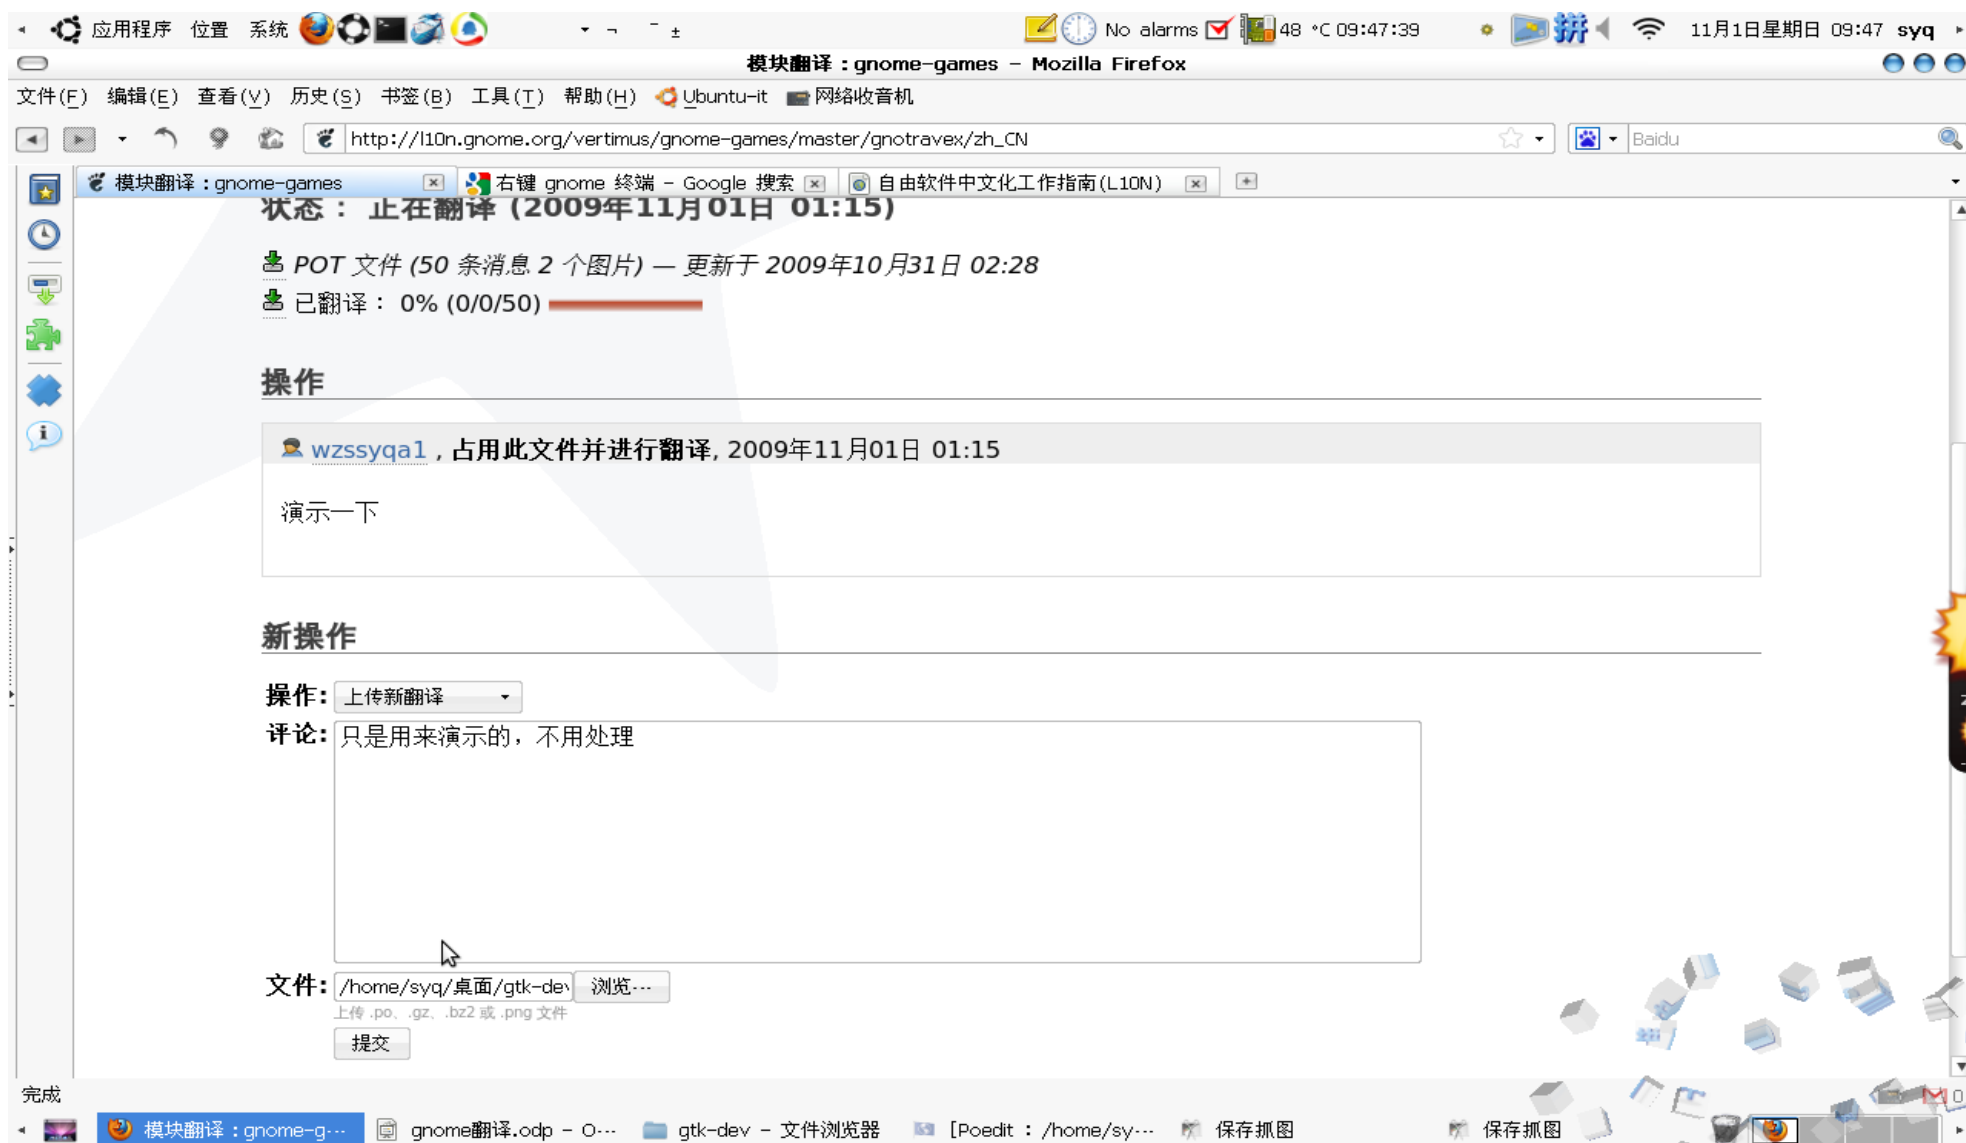 应用程序 位置 系统 No alarms 48 °C 09:47:39 拼 11月1日星期日 09:47 syq
模块翻译：gnome-games - Mozilla Firefox
文件(F) 编辑(E) 查看(V) 历史(S) 书签(B) 工具(T) 帮助(H) Ubuntu-it 网络收音机
http://l10n.gnome.org/vertimus/gnome-games/master/gnotravex/zh_CN Baidu
模块翻译：gnome-games 右键 gnome 终端 - Google 搜索 自由软件中文化工作指南(L10N)
状态： 正在翻译 (2009年11月01日 01:15)
POT 文件 (50 条消息 2 个图片) — 更新于 2009年10月31日 02:28
已翻译： 0% (0/0/50)
操作
wzssyqa1 , 占用此文件并进行翻译, 2009年11月01日 01:15
演示一下
新操作
操作: 上传新翻译
评论: 只是用来演示的，不用处理
文件: /home/syq/桌面/gtk-dev 浏览…
上传 .po、.gz、.bz2 或 .png 文件
提交
完成 0
模块翻译：gnome-g… gnome翻译.odp - O… gtk-dev - 文件浏览器 [Poedit : /home/sy… 保存抓图 保存抓图